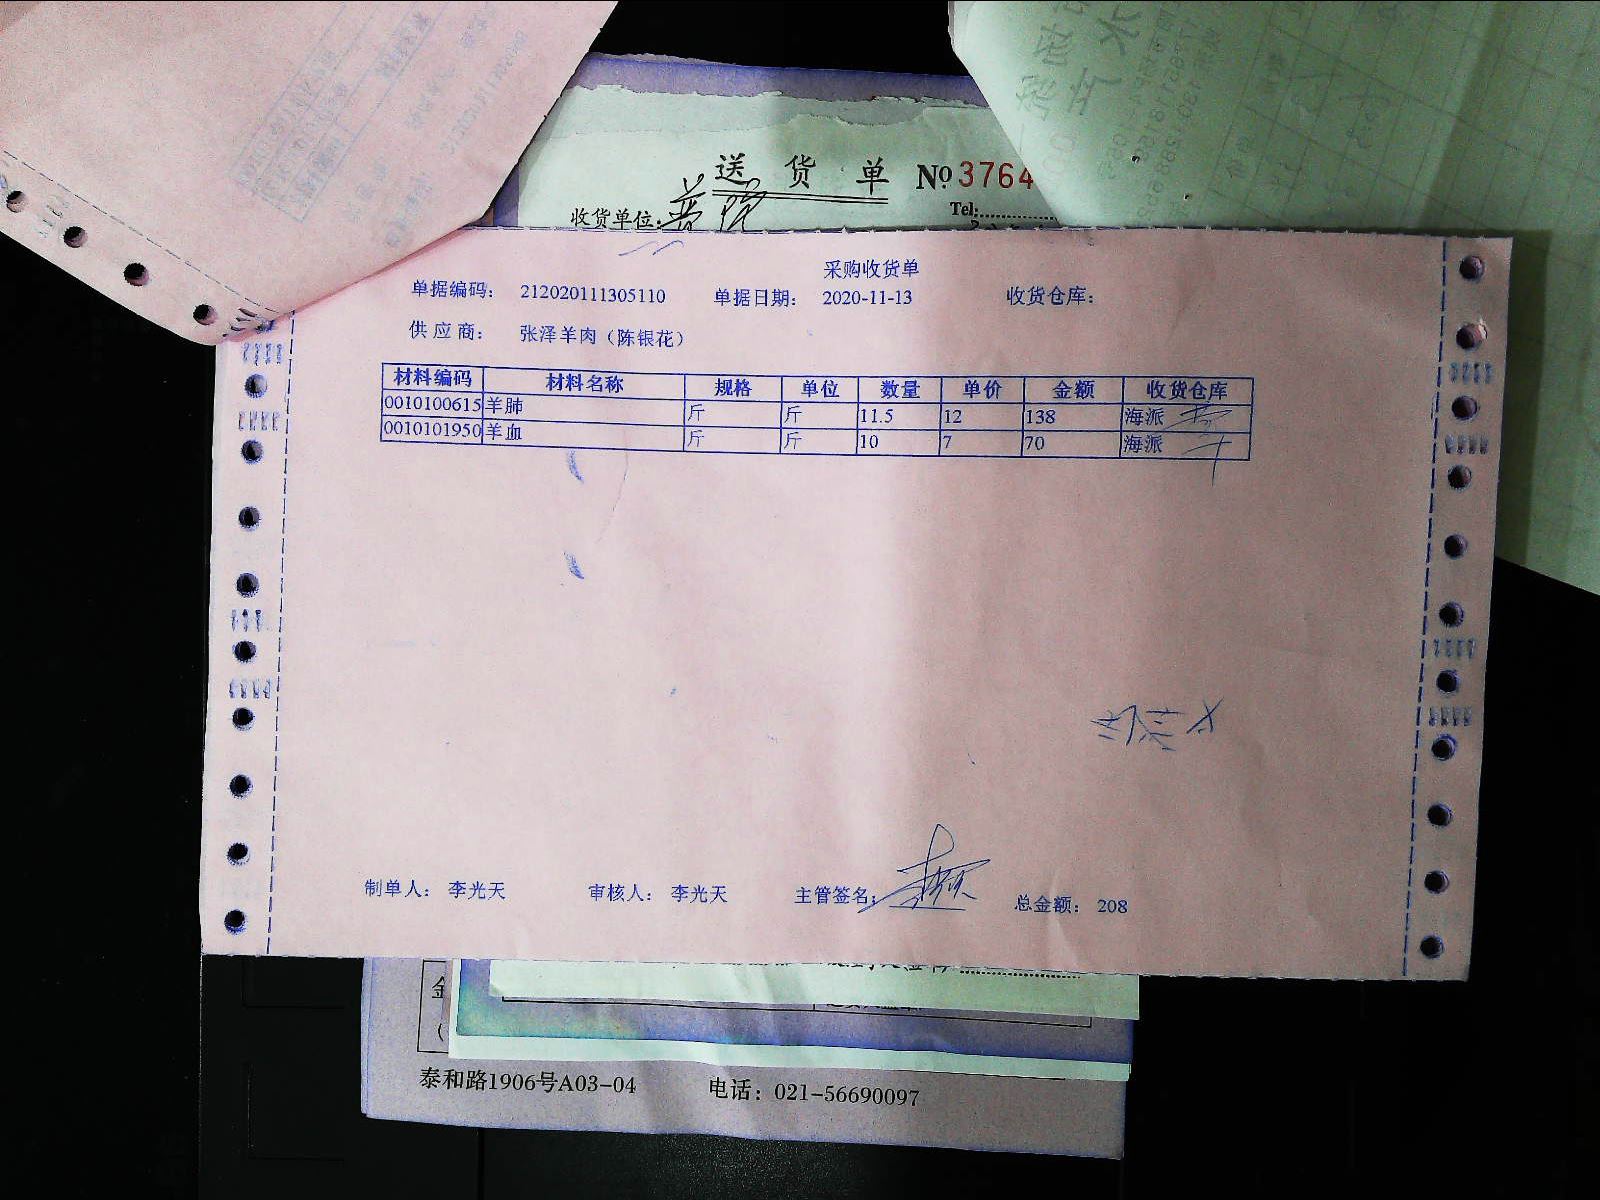 送货单 № 3764
收货单位:
Tel:
采购收货单
单据编码: 212020111305110 单据日期: 2020-11-13 收货仓库:
供应商: 张泽羊肉（陈银花）
材料编码 材料名称 规格 单位 数量 单价 金额 收货仓库
0010100615 羊肺 斤 斤 11.5 12 138 海派
0010101950 羊血 斤 斤 10 7 70 海派
制单人: 李光天 审核人: 李光天 主管签名: 总金额: 208
金
泰和路1906号A03-04 电话: 021-56690097